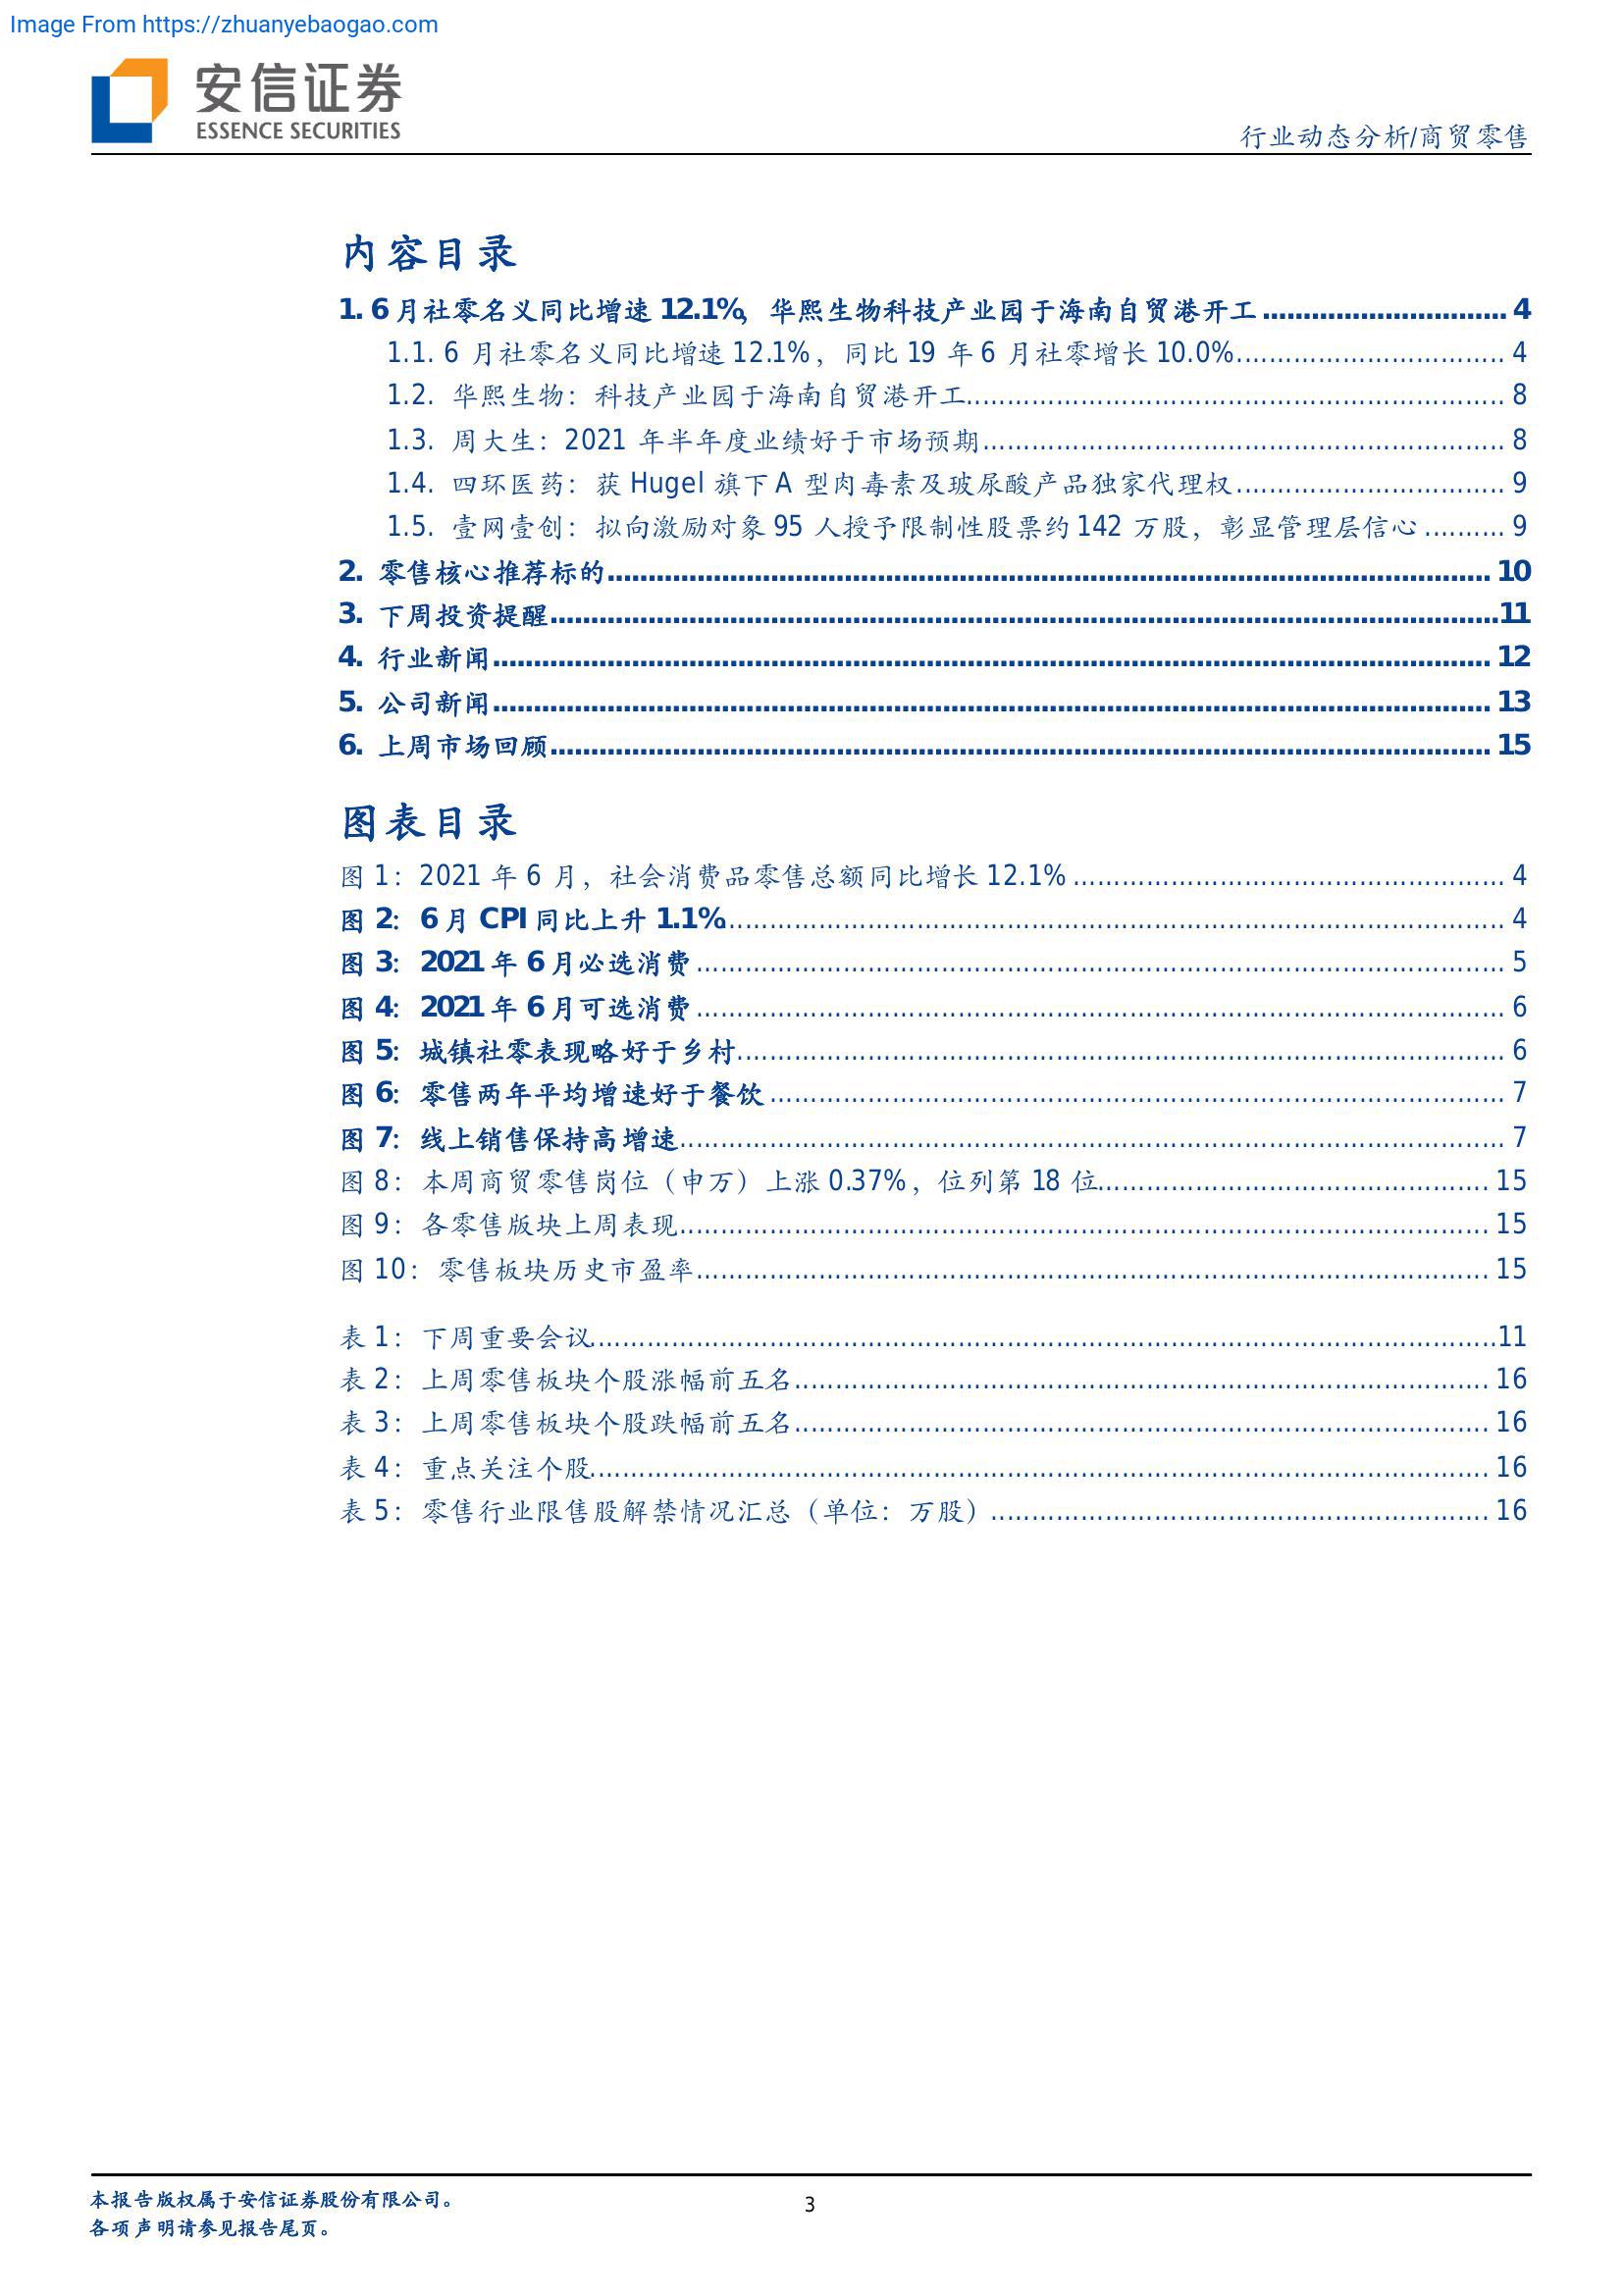 Image From https://zhuanyebaogao.com
安信证券
ESSENCE SECURITIES
行业动态分析/商贸零售
内容目录
1. 6月社零名义同比增速 12.1%，华熙生物科技产业园于海南自贸港开工.............................. 4
1.1. 6 月社零名义同比增速 12.1%，同比 19 年 6 月社零增长 10.0%................................. 4
1.2. 华熙生物：科技产业园于海南自贸港开工.................................................................. 8
1.3. 周大生：2021 年半年度业绩好于市场预期................................................................ 8
1.4. 四环医药：获 Hugel 旗下 A 型肉毒素及玻尿酸产品独家代理权................................. 9
1.5. 壹网壹创：拟向激励对象 95 人授予限制性股票约 142 万股，彰显管理层信心.......... 9
2. 零售核心推荐标的............................................................................................................ 10
3. 下周投资提醒....................................................................................................................11
4. 行业新闻.......................................................................................................................... 12
5. 公司新闻.......................................................................................................................... 13
6. 上周市场回顾................................................................................................................... 15
图表目录
图 1：2021 年 6 月，社会消费品零售总额同比增长 12.1%..................................................... 4
图 2：6 月 CPI 同比上升 1.1%............................................................................................... 4
图 3：2021 年 6 月必选消费................................................................................................... 5
图 4：2021 年 6 月可选消费................................................................................................... 6
图 5：城镇社零表现略好于乡村.............................................................................................. 6
图 6：零售两年平均增速好于餐饮.......................................................................................... 7
图 7：线上销售保持高增速..................................................................................................... 7
图 8：本周商贸零售岗位（申万）上涨 0.37%，位列第 18 位................................................ 15
图 9：各零售版块上周表现................................................................................................... 15
图 10：零售板块历史市盈率................................................................................................. 15
表 1：下周重要会议...............................................................................................................11
表 2：上周零售板块个股涨幅前五名..................................................................................... 16
表 3：上周零售板块个股跌幅前五名..................................................................................... 16
表 4：重点关注个股.............................................................................................................. 16
表 5：零售行业限售股解禁情况汇总（单位：万股）............................................................. 16
本报告版权属于安信证券股份有限公司。
3
各项声明请参见报告尾页。